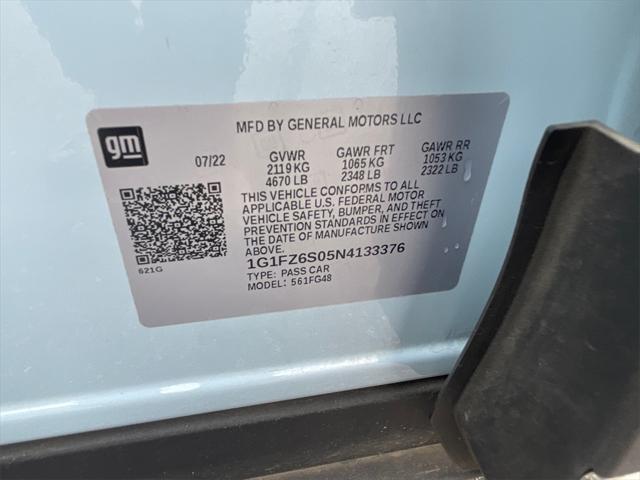 MFD BY GENERAL MOTORS LLC
gm
07/22 GVWR GAWR FRT GAWR RR
2119 KG 1065 KG 1053 KG
4670 LB 2348 LB 2322 LB
THIS VEHICLE CONFORMS TO ALL
APPLICABLE U.S. FEDERAL MOTOR
VEHICLE SAFETY, BUMPER, AND THEFT
PREVENTION STANDARDS IN EFFECT ON
THE DATE OF MANUFACTURE SHOWN
ABOVE.
1G1FZ6S05N4133376
621G
TYPE: PASS CAR
MODEL: 561FG48